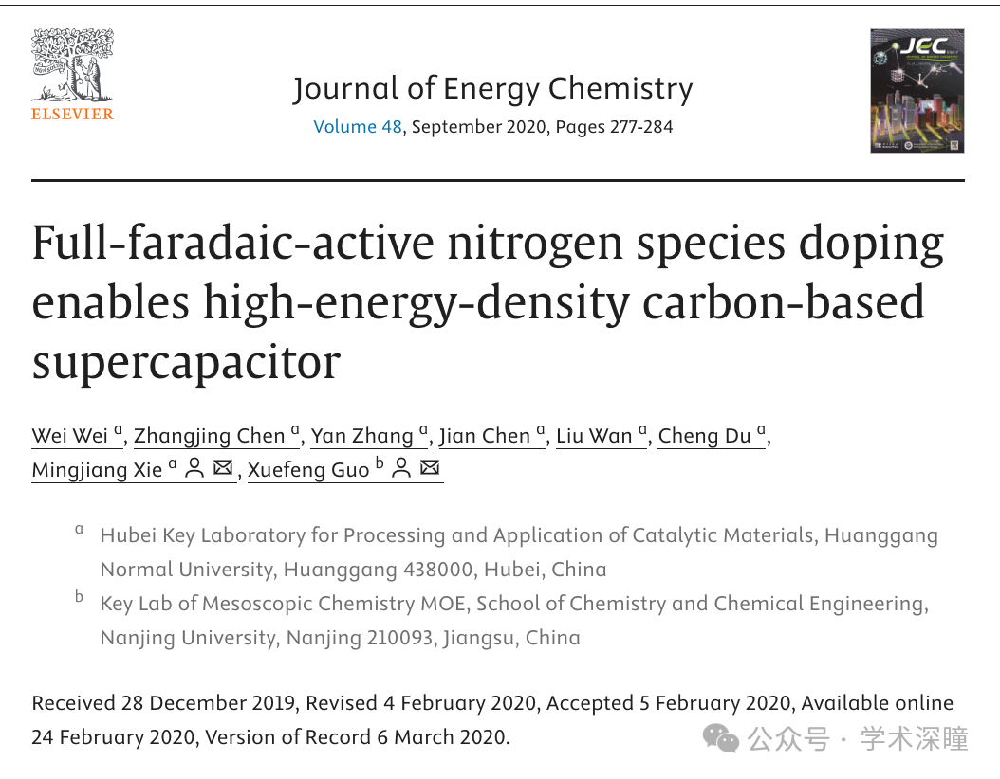 ELSEVIER
Journal of Energy Chemistry
Volume 48, September 2020, Pages 277-284
JEC
Full-faradaic-active nitrogen species doping
enables high-energy-density carbon-based
supercapacitor
Wei Wei a, Zhangjing Chen a, Yan Zhang a, Jian Chen a, Liu Wan a, Cheng Du a,
Mingjiang Xie a, Xuefeng Guo b
a Hubei Key Laboratory for Processing and Application of Catalytic Materials, Huanggang
Normal University, Huanggang 438000, Hubei, China
b Key Lab of Mesoscopic Chemistry MOE, School of Chemistry and Chemical Engineering,
Nanjing University, Nanjing 210093, Jiangsu, China
Received 28 December 2019, Revised 4 February 2020, Accepted 5 February 2020, Available online
24 February 2020, Version of Record 6 March 2020.
公众号 · 学术深瞳